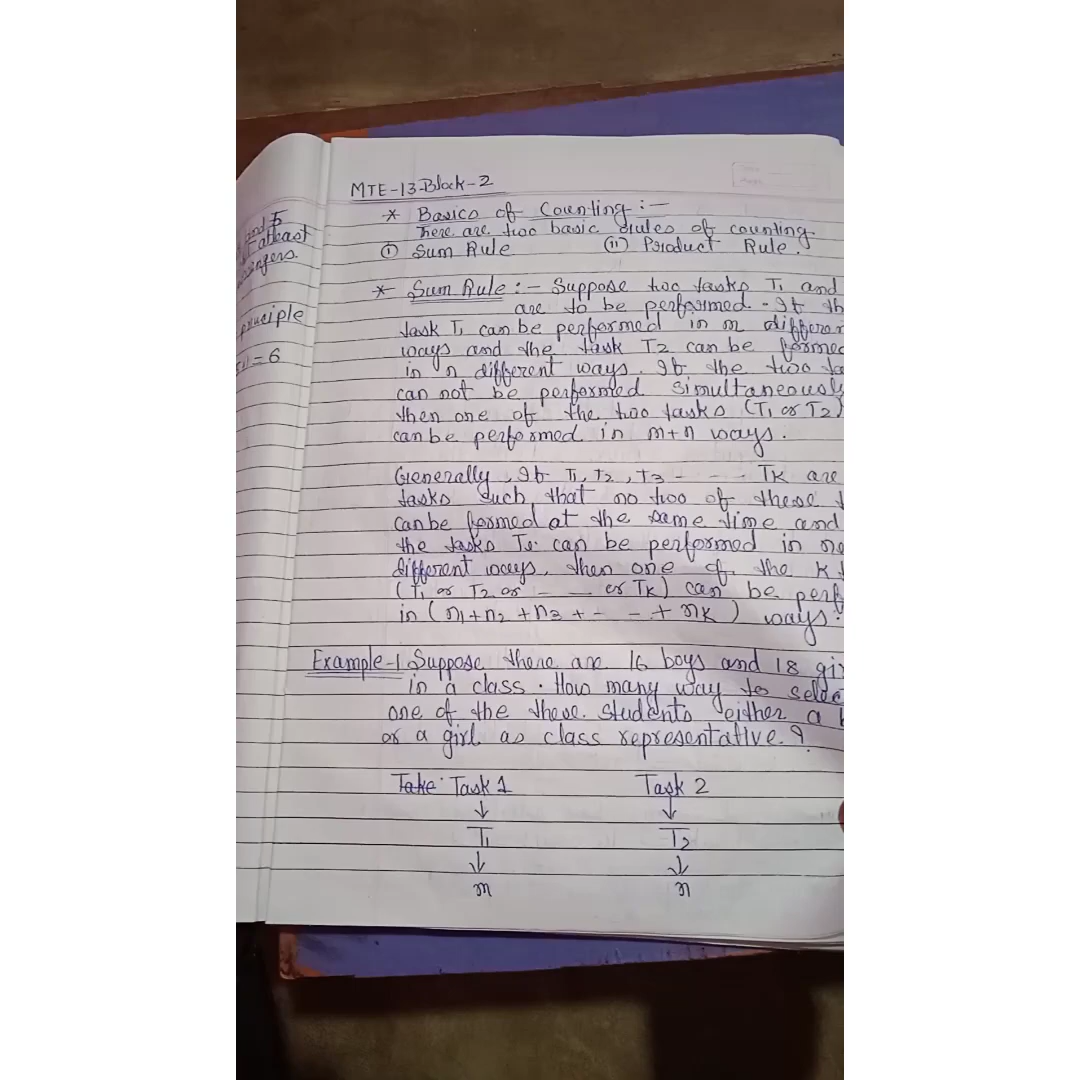 and 5
atleast
ssengers.
principle
= 6
MTE-13 Block-2
* Basics of Counting :-
There are two basic rules of counting
(i) Sum Rule (ii) Product Rule.
* Sum Rule :- Suppose two tasks T1 and
are to be performed. If th
task T1 can be performed in m differen
ways and the task T2 can be formed
in n different ways. If the two ta
can not be performed simultaneously
then one of the two tasks (T1 or T2)
can be performed in m+n ways.
Generally, If T1, T2, T3 - - - Tk are
tasks such that no two of these t
can be formed at the same time and
the tasks Ti can be performed in n
different ways, then one of the k t
(T1 or T2 or - - or Tk) can be perf
in (n1+n2+n3+ - - + nk) ways.
Example-1 Suppose there are 16 boys and 18 gi
in a class. How many way to sele
one of the these students either a b
or a girl as class representative ?
Take Task 1 Task 2
↓ ↓
T1 T2
↓ ↓
m n